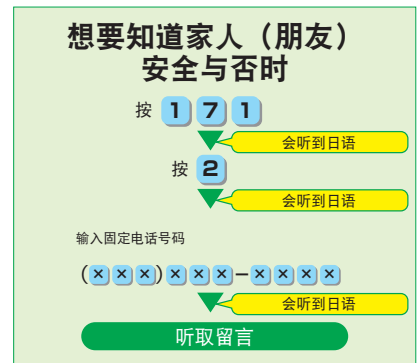 想要知道家人（朋友）
安全与否时
按 1 7 1
会听到日语
按 2
会听到日语
输入固定电话号码
(×××)×××–××××
会听到日语
听取留言